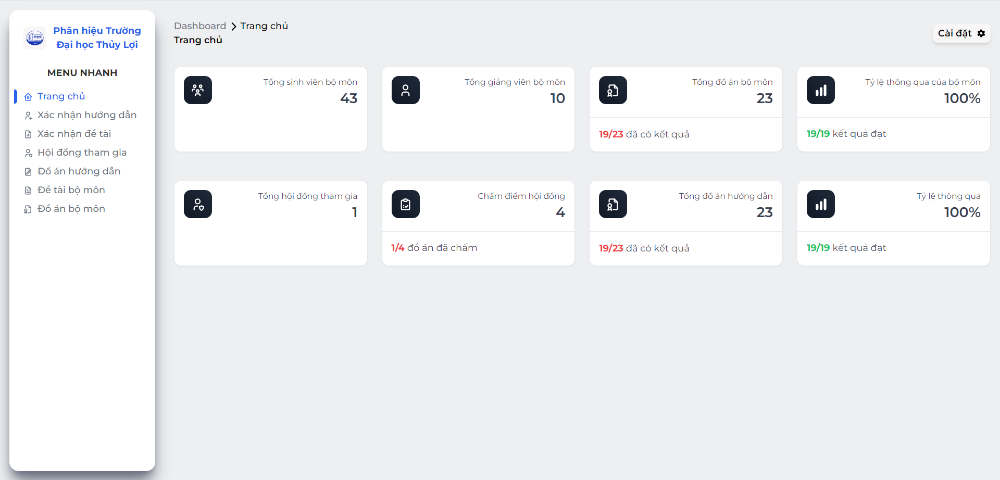 Phân hiệu Trường
Đại học Thủy Lợi
MENU NHANH
Trang chủ
Xác nhận hướng dẫn
Xác nhận đề tài
Hội đồng tham gia
Đồ án hướng dẫn
Đề tài bộ môn
Đồ án bộ môn
Dashboard Trang chủ
Trang chủ
Cài đặt
Tổng sinh viên bộ môn
43
Tổng giảng viên bộ môn
10
Tổng đồ án bộ môn
23
19/23 đã có kết quả
Tỷ lệ thông qua của bộ môn
100%
19/19 kết quả đạt
Tổng hội đồng tham gia
1
Chấm điểm hội đồng
4
1/4 đồ án đã chấm
Tổng đồ án hướng dẫn
23
19/23 đã có kết quả
Tỷ lệ thông qua
100%
19/19 kết quả đạt